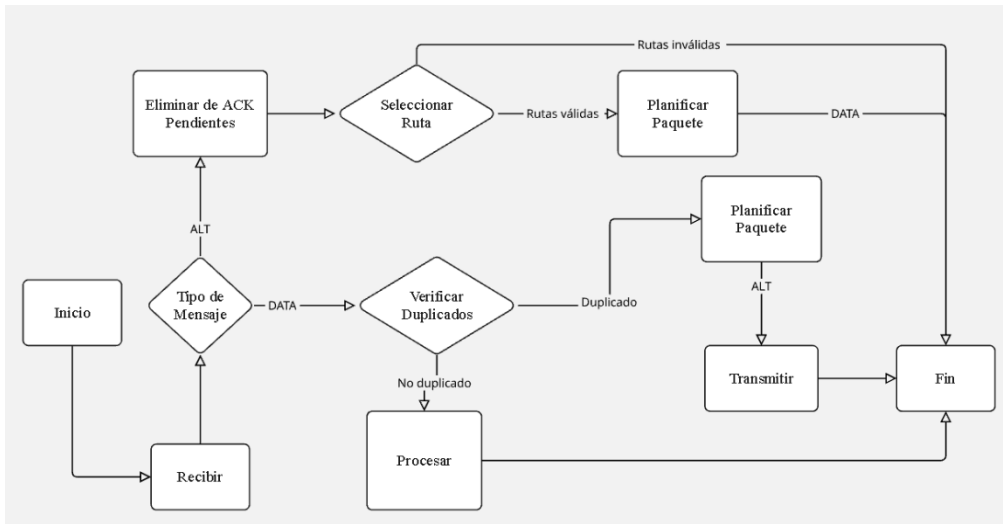 Rutas inválidas
Eliminar de ACK
Pendientes
Seleccionar
Ruta
Rutas válidas
Planificar
Paquete
DATA
Planificar
Paquete
ALT
Inicio
Tipo de
Mensaje
DATA
Verificar
Duplicados
Duplicado
ALT
No duplicado
Transmitir
Fin
Recibir
Procesar